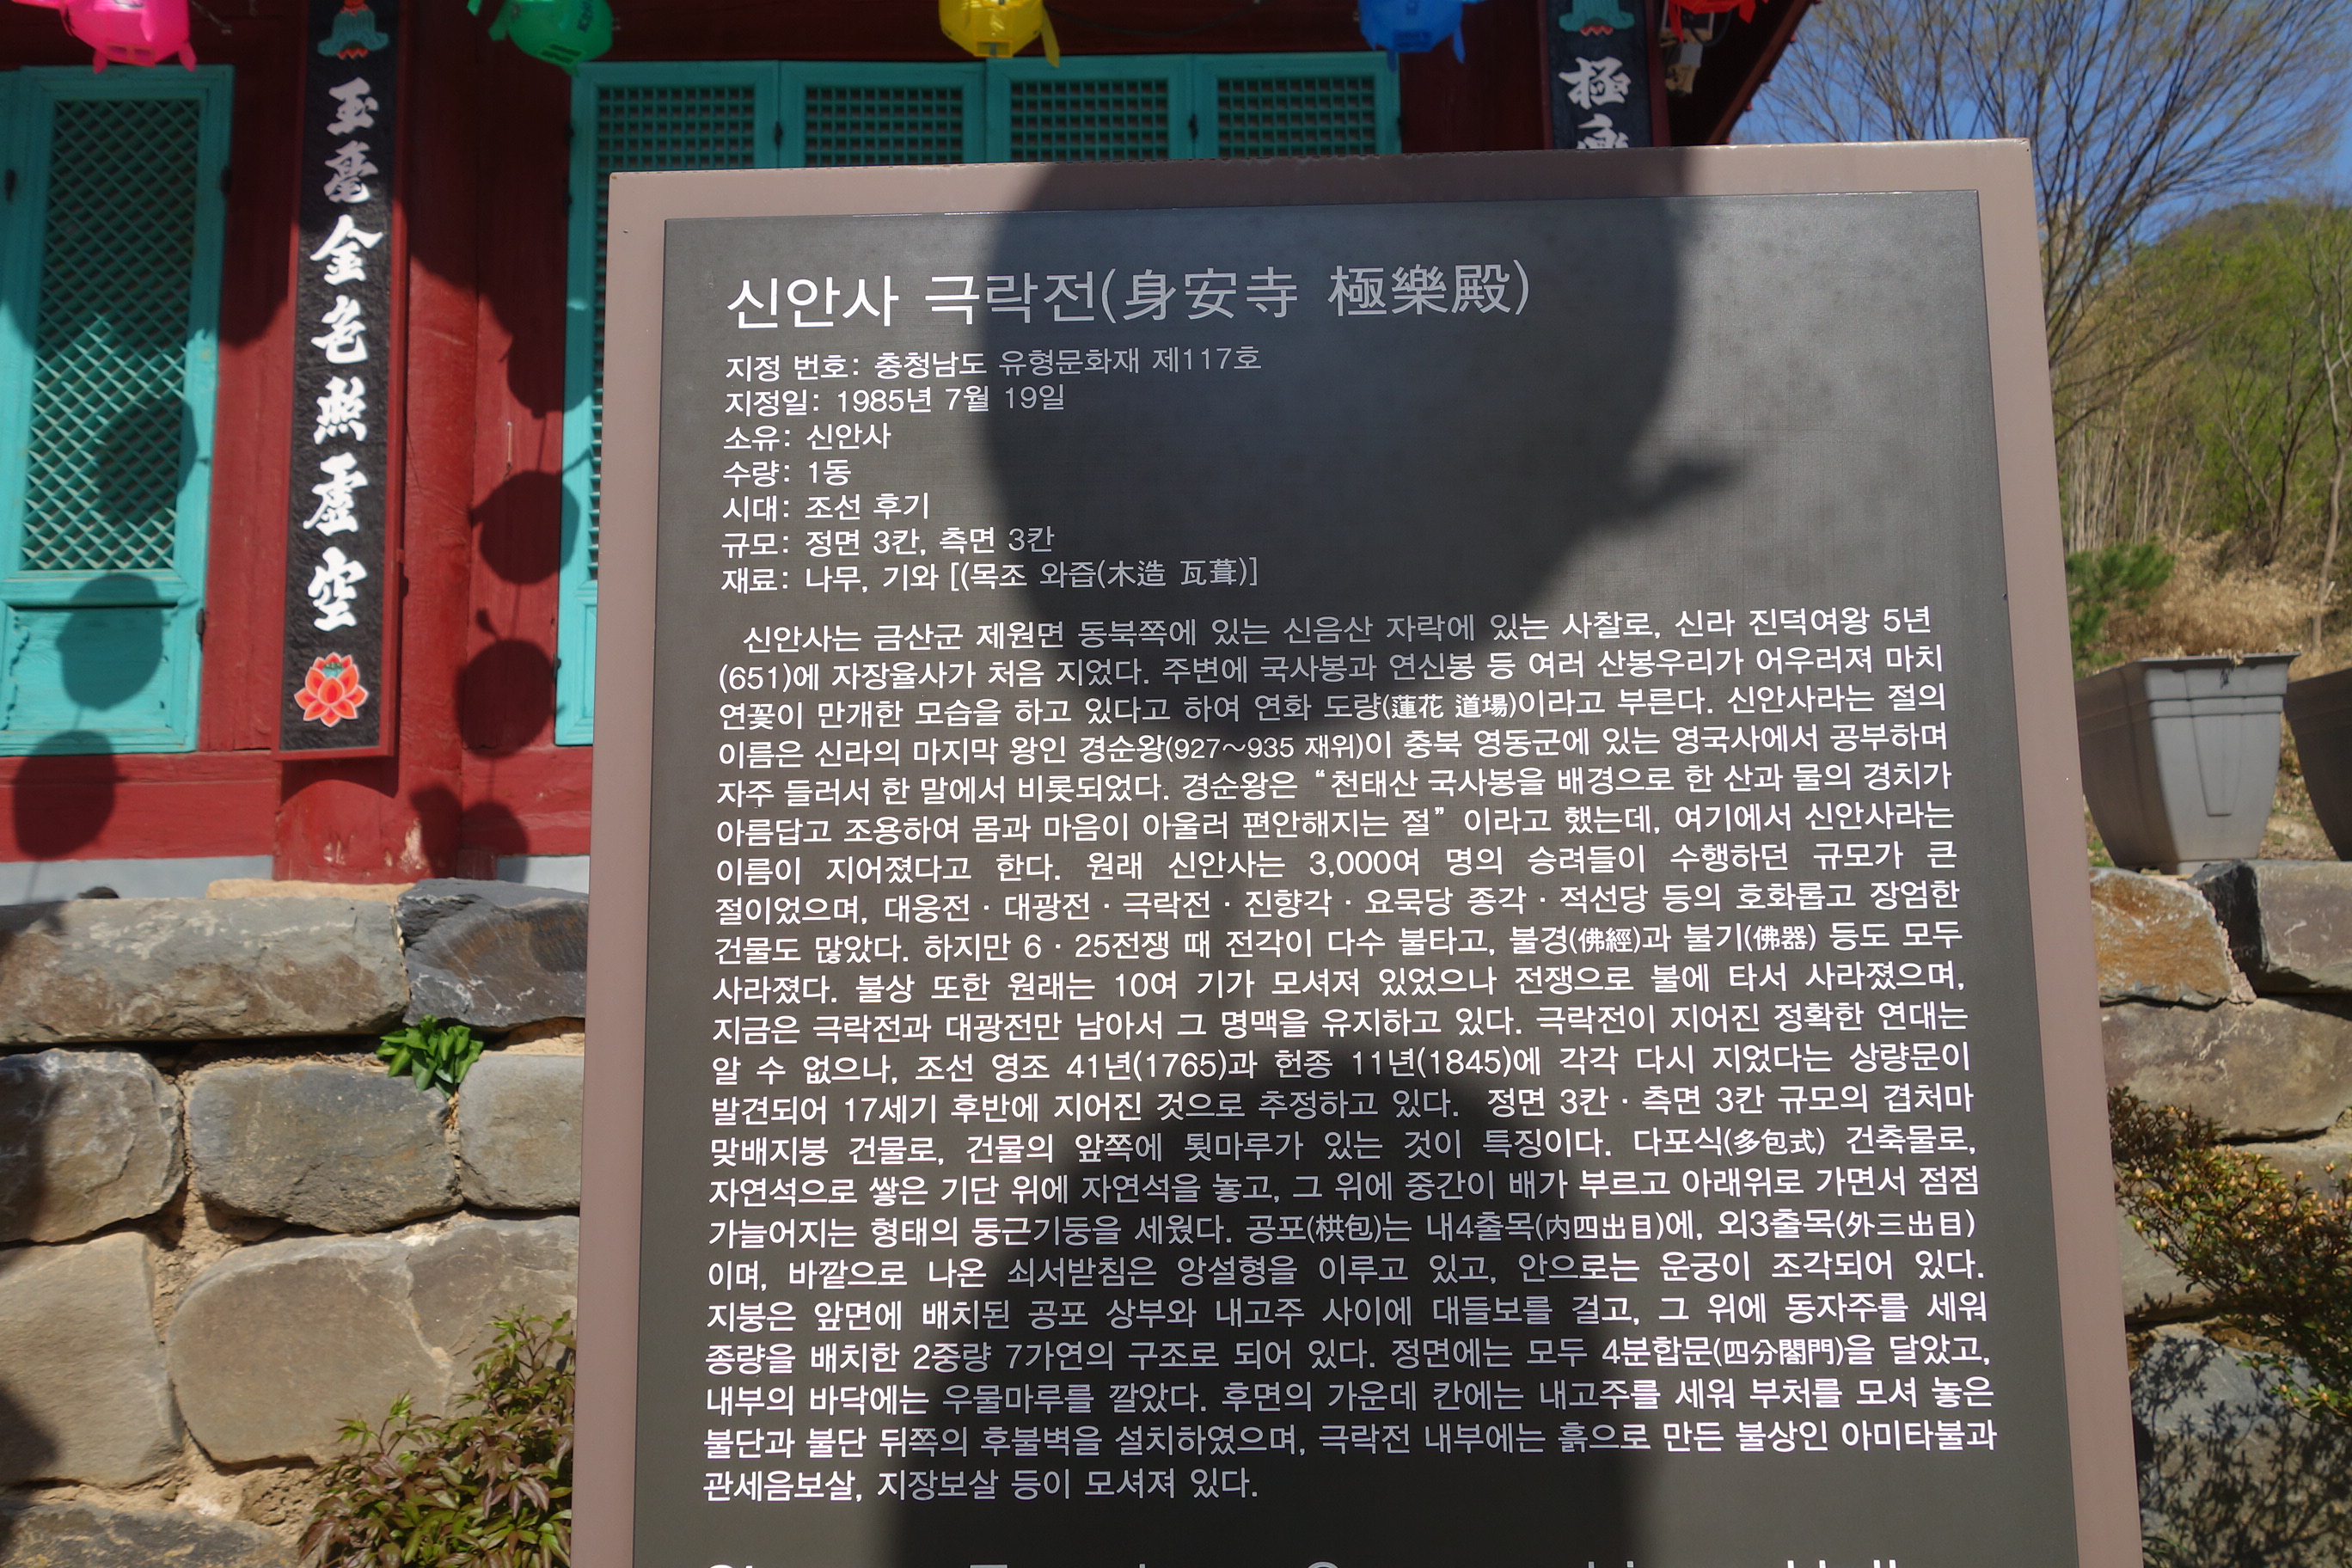 玉毫金色照虛空
極
신안사 극락전(身安寺 極樂殿)
지정 번호: 충청남도 유형문화재 제117호
지정일: 1985년 7월 19일
소유: 신안사
수량: 1동
시대: 조선 후기
규모: 정면 3칸, 측면 3칸
재료: 나무, 기와 [(목조 와즙(木造 瓦葺)]
신안사는 금산군 제원면 동북쪽에 있는 신음산 자락에 있는 사찰로, 신라 진덕여왕 5년
(651)에 자장율사가 처음 지었다. 주변에 국사봉과 연신봉 등 여러 산봉우리가 어우러져 마치
연꽃이 만개한 모습을 하고 있다고 하여 연화 도량(蓮花 道場)이라고 부른다. 신안사라는 절의
이름은 신라의 마지막 왕인 경순왕(927~935 재위)이 충북 영동군에 있는 영국사에서 공부하며
자주 들러서 한 말에서 비롯되었다. 경순왕은 “천태산 국사봉을 배경으로 한 산과 물의 경치가
아름답고 조용하여 몸과 마음이 아울러 편안해지는 절” 이라고 했는데, 여기에서 신안사라는
이름이 지어졌다고 한다. 원래 신안사는 3,000여 명의 승려들이 수행하던 규모가 큰
절이었으며, 대웅전 · 대광전 · 극락전 · 진향각 · 요묵당 종각 · 적선당 등의 호화롭고 장엄한
건물도 많았다. 하지만 6 · 25전쟁 때 전각이 다수 불타고, 불경(佛經)과 불기(佛器) 등도 모두
사라졌다. 불상 또한 원래는 10여 기가 모셔져 있었으나 전쟁으로 불에 타서 사라졌으며,
지금은 극락전과 대광전만 남아서 그 명맥을 유지하고 있다. 극락전이 지어진 정확한 연대는
알 수 없으나, 조선 영조 41년(1765)과 헌종 11년(1845)에 각각 다시 지었다는 상량문이
발견되어 17세기 후반에 지어진 것으로 추정하고 있다. 정면 3칸 · 측면 3칸 규모의 겹처마
맞배지붕 건물로, 건물의 앞쪽에 툇마루가 있는 것이 특징이다. 다포식(多包式) 건축물로,
자연석으로 쌓은 기단 위에 자연석을 놓고, 그 위에 중간이 배가 부르고 아래위로 가면서 점점
가늘어지는 형태의 둥근기둥을 세웠다. 공포(栱包)는 내4출목(內四出目)에, 외3출목(外三出目)
이며, 바깥으로 나온 쇠서받침은 앙설형을 이루고 있고, 안으로는 운궁이 조각되어 있다.
지붕은 앞면에 배치된 공포 상부와 내고주 사이에 대들보를 걸고, 그 위에 동자주를 세워
종량을 배치한 2중량 7가연의 구조로 되어 있다. 정면에는 모두 4분합문(四分閤門)을 달았고,
내부의 바닥에는 우물마루를 깔았다. 후면의 가운데 칸에는 내고주를 세워 부처를 모셔 놓은
불단과 불단 뒤쪽의 후불벽을 설치하였으며, 극락전 내부에는 흙으로 만든 불상인 아미타불과
관세음보살, 지장보살 등이 모셔져 있다.